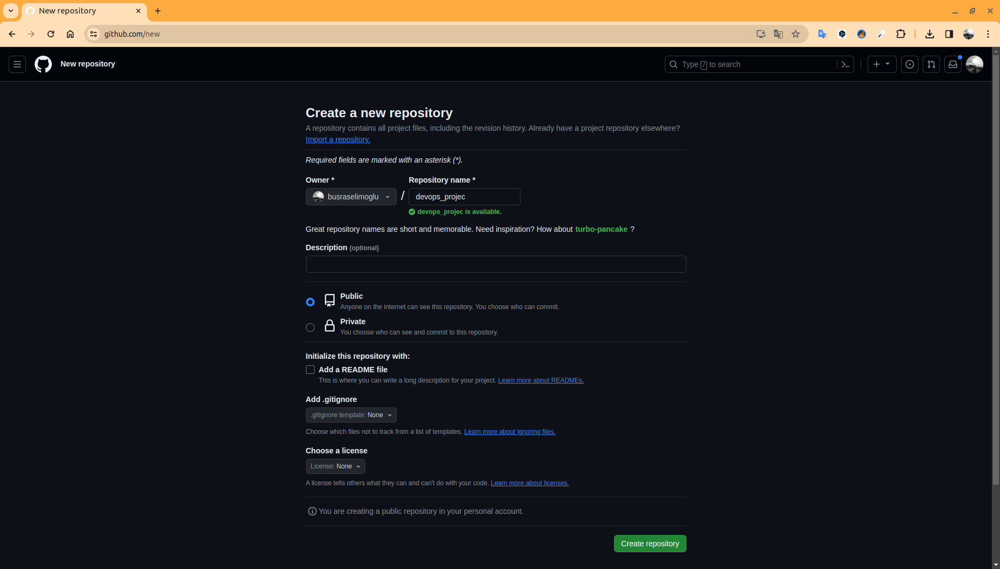 New repository
github.com/new
New repository
Type / to search
Create a new repository
A repository contains all project files, including the revision history. Already have a project repository elsewhere?
Import a repository.
Required fields are marked with an asterisk (*).
Owner *
Repository name *
busraselimoglu
/
devops_projec
devops_projec is available.
Great repository names are short and memorable. Need inspiration? How about turbo-pancake ?
Description (optional)
Public
Anyone on the internet can see this repository. You choose who can commit.
Private
You choose who can see and commit to this repository.
Initialize this repository with:
Add a README file
This is where you can write a long description for your project. Learn more about READMEs.
Add .gitignore
.gitignore template: None
Choose which files not to track from a list of templates. Learn more about ignoring files.
Choose a license
License: None
A license tells others what they can and can't do with your code. Learn more about licenses.
You are creating a public repository in your personal account.
Create repository